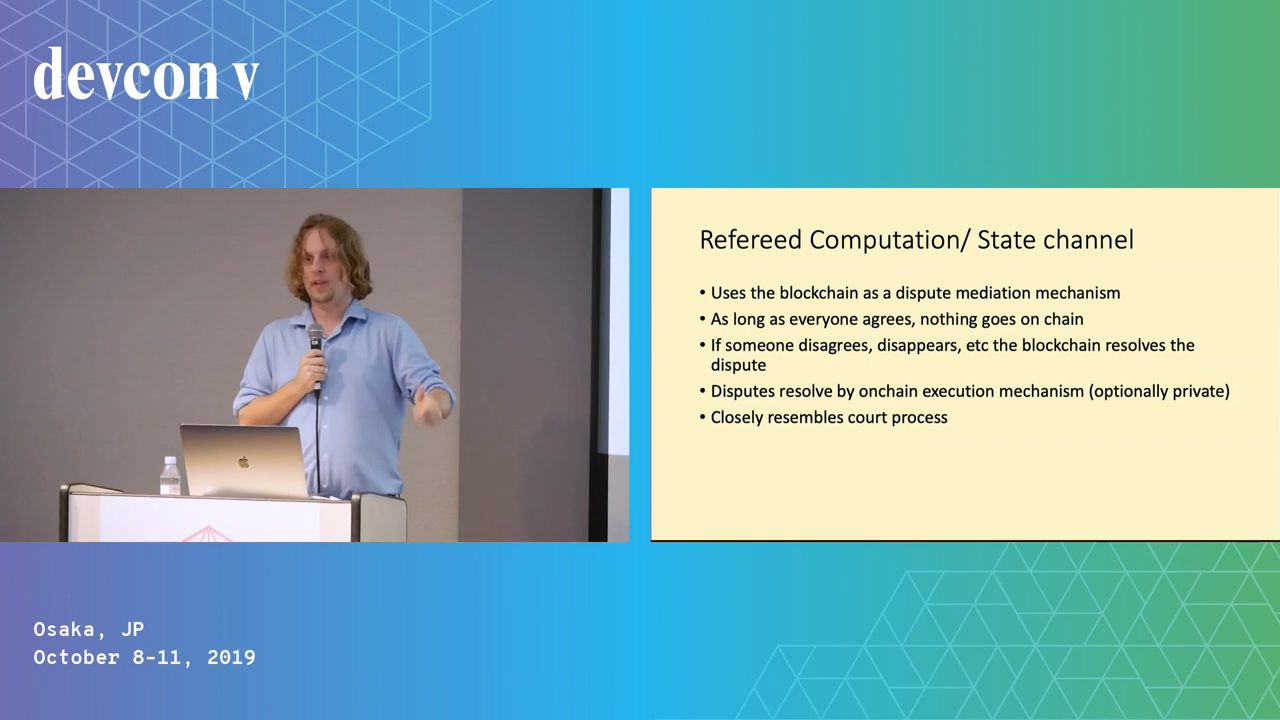 devcon v
Refereed Computation/ State channel
• Uses the blockchain as a dispute mediation mechanism
• As long as everyone agrees, nothing goes on chain
• If someone disagrees, disappears, etc the blockchain resolves the
dispute
• Disputes resolve by onchain execution mechanism (optionally private)
• Closely resembles court process
Osaka, JP
October 8-11, 2019